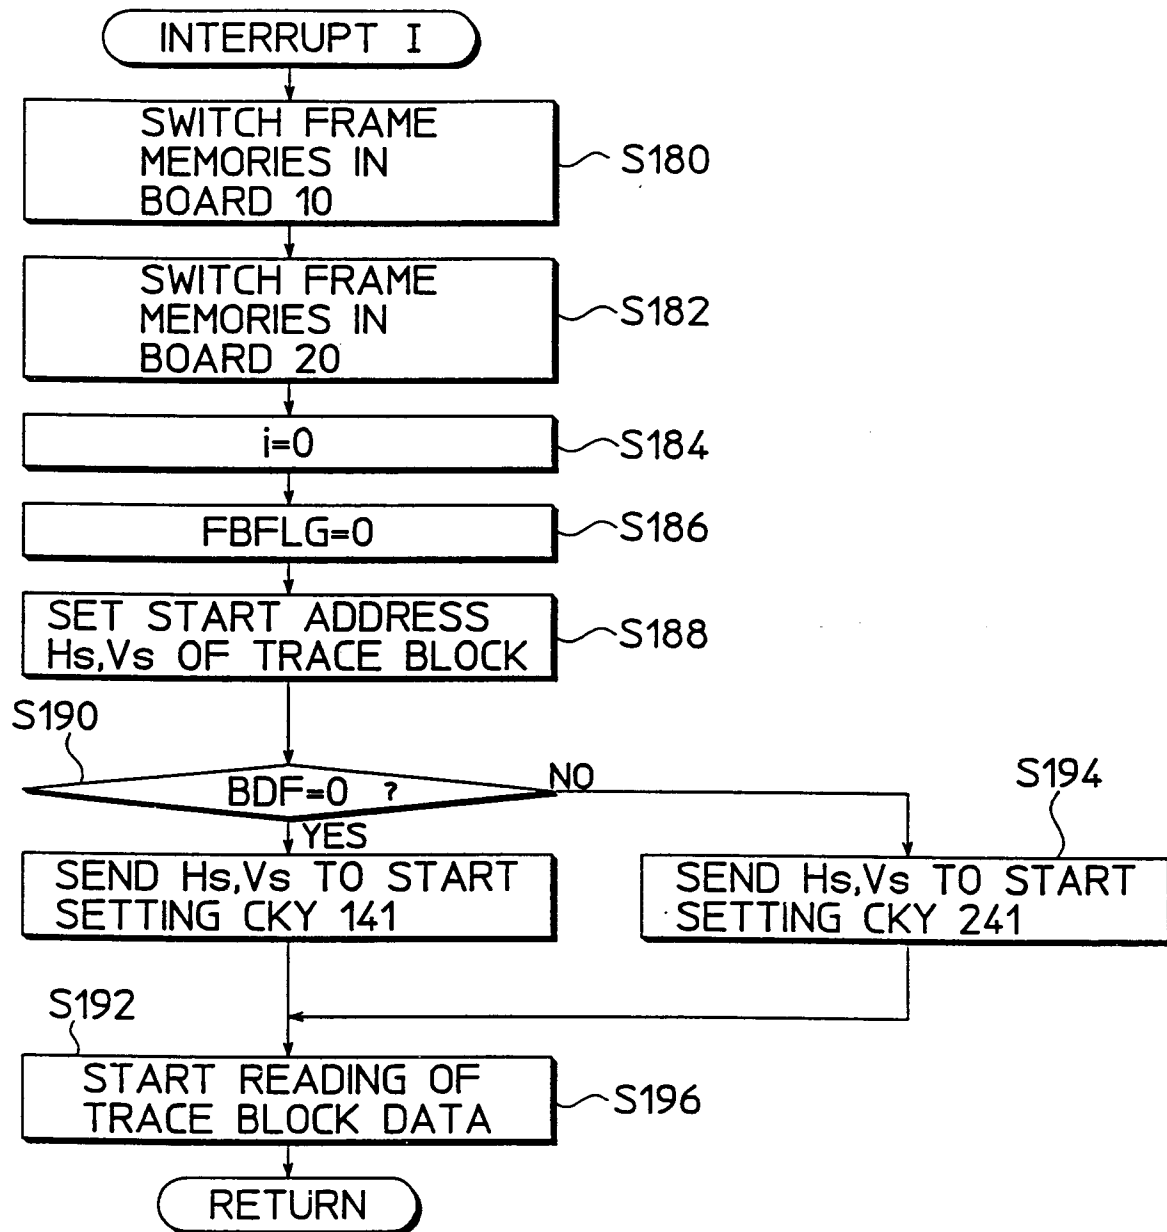 INTERRUPT I
SWITCH FRAME
MEMORIES IN
BOARD 10
S180
SWITCH FRAME
MEMORIES IN
BOARD 20
S182
i=0
S184
FBFLG=0
S186
SET START ADDRESS
Hs,Vs OF TRACE BLOCK
S188
S190
BDF=0 ?
NO
YES
S194
SEND Hs,Vs TO START
SETTING CKY 141
SEND Hs,Vs TO START
SETTING CKY 241
S192
START READING OF
TRACE BLOCK DATA
S196
RETURN